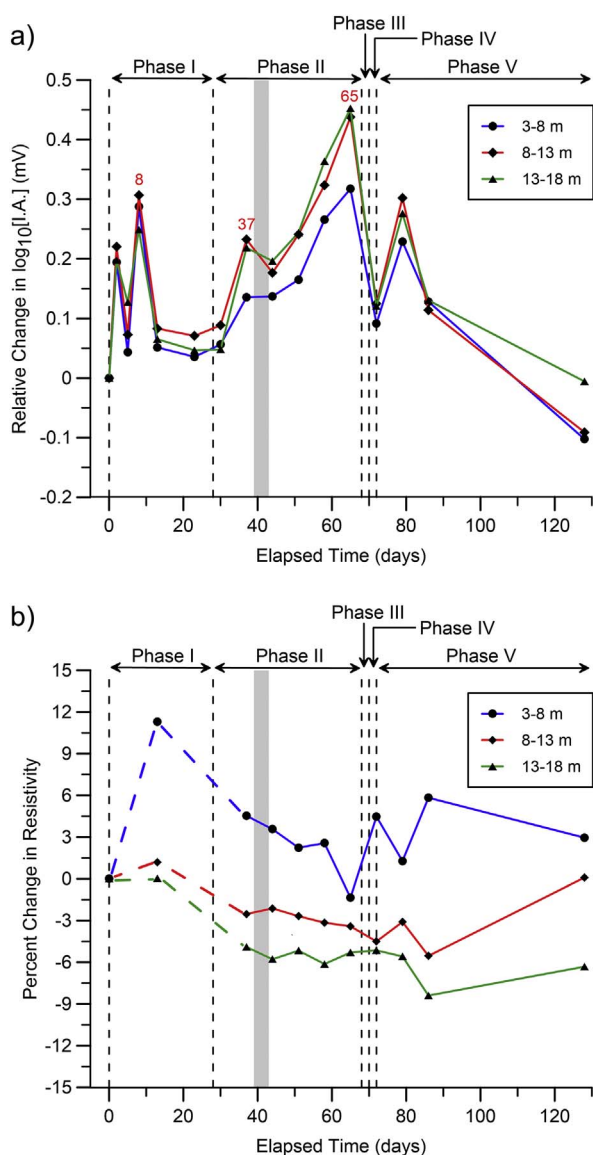 a)
Phase III
Phase IV
Phase I
Phase II
Phase V
0.5
0.4
0.3
0.2
0.1
0
-0.1
-0.2
Relative Change in log10[I.A.] (mV)
8
37
65
3-8 m
8-13 m
13-18 m
0 20 40 60 80 100 120
Elapsed Time (days)
b)
Phase III
Phase IV
Phase I
Phase II
Phase V
15
12
9
6
3
0
-3
-6
-9
-12
-15
Percent Change in Resistivity
3-8 m
8-13 m
13-18 m
0 20 40 60 80 100 120
Elapsed Time (days)